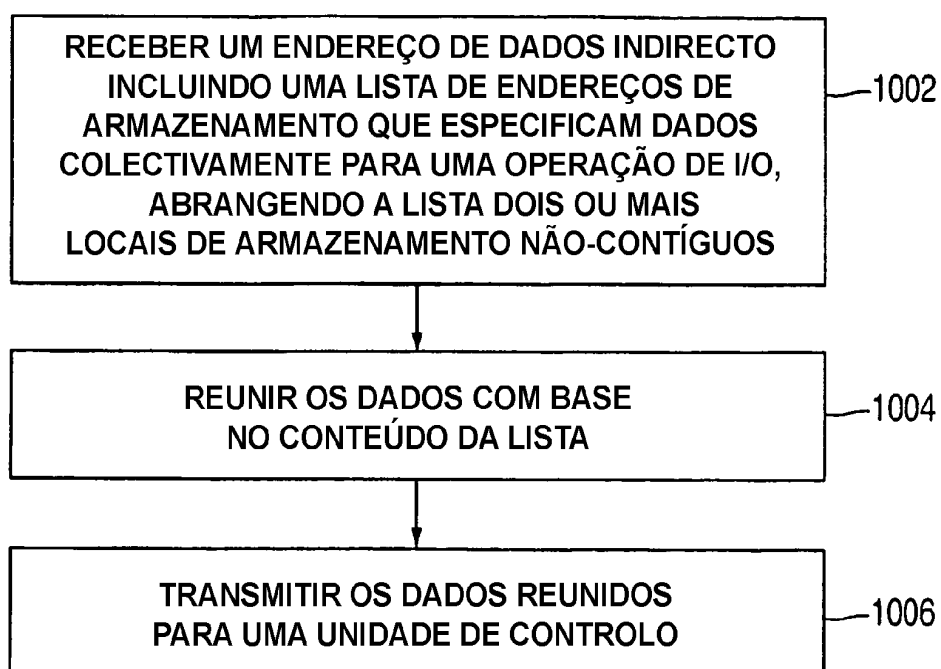 RECEBER UM ENDEREÇO DE DADOS INDIRECTO
INCLUINDO UMA LISTA DE ENDEREÇOS DE
ARMAZENAMENTO QUE ESPECIFICAM DADOS
COLECTIVAMENTE PARA UMA OPERAÇÃO DE I/O,
ABRANGENDO A LISTA DOIS OU MAIS
LOCAIS DE ARMAZENAMENTO NÃO-CONTÍGUOS
1002
REUNIR OS DADOS COM BASE
NO CONTEÚDO DA LISTA
1004
TRANSMITIR OS DADOS REUNIDOS
PARA UMA UNIDADE DE CONTROLO
1006